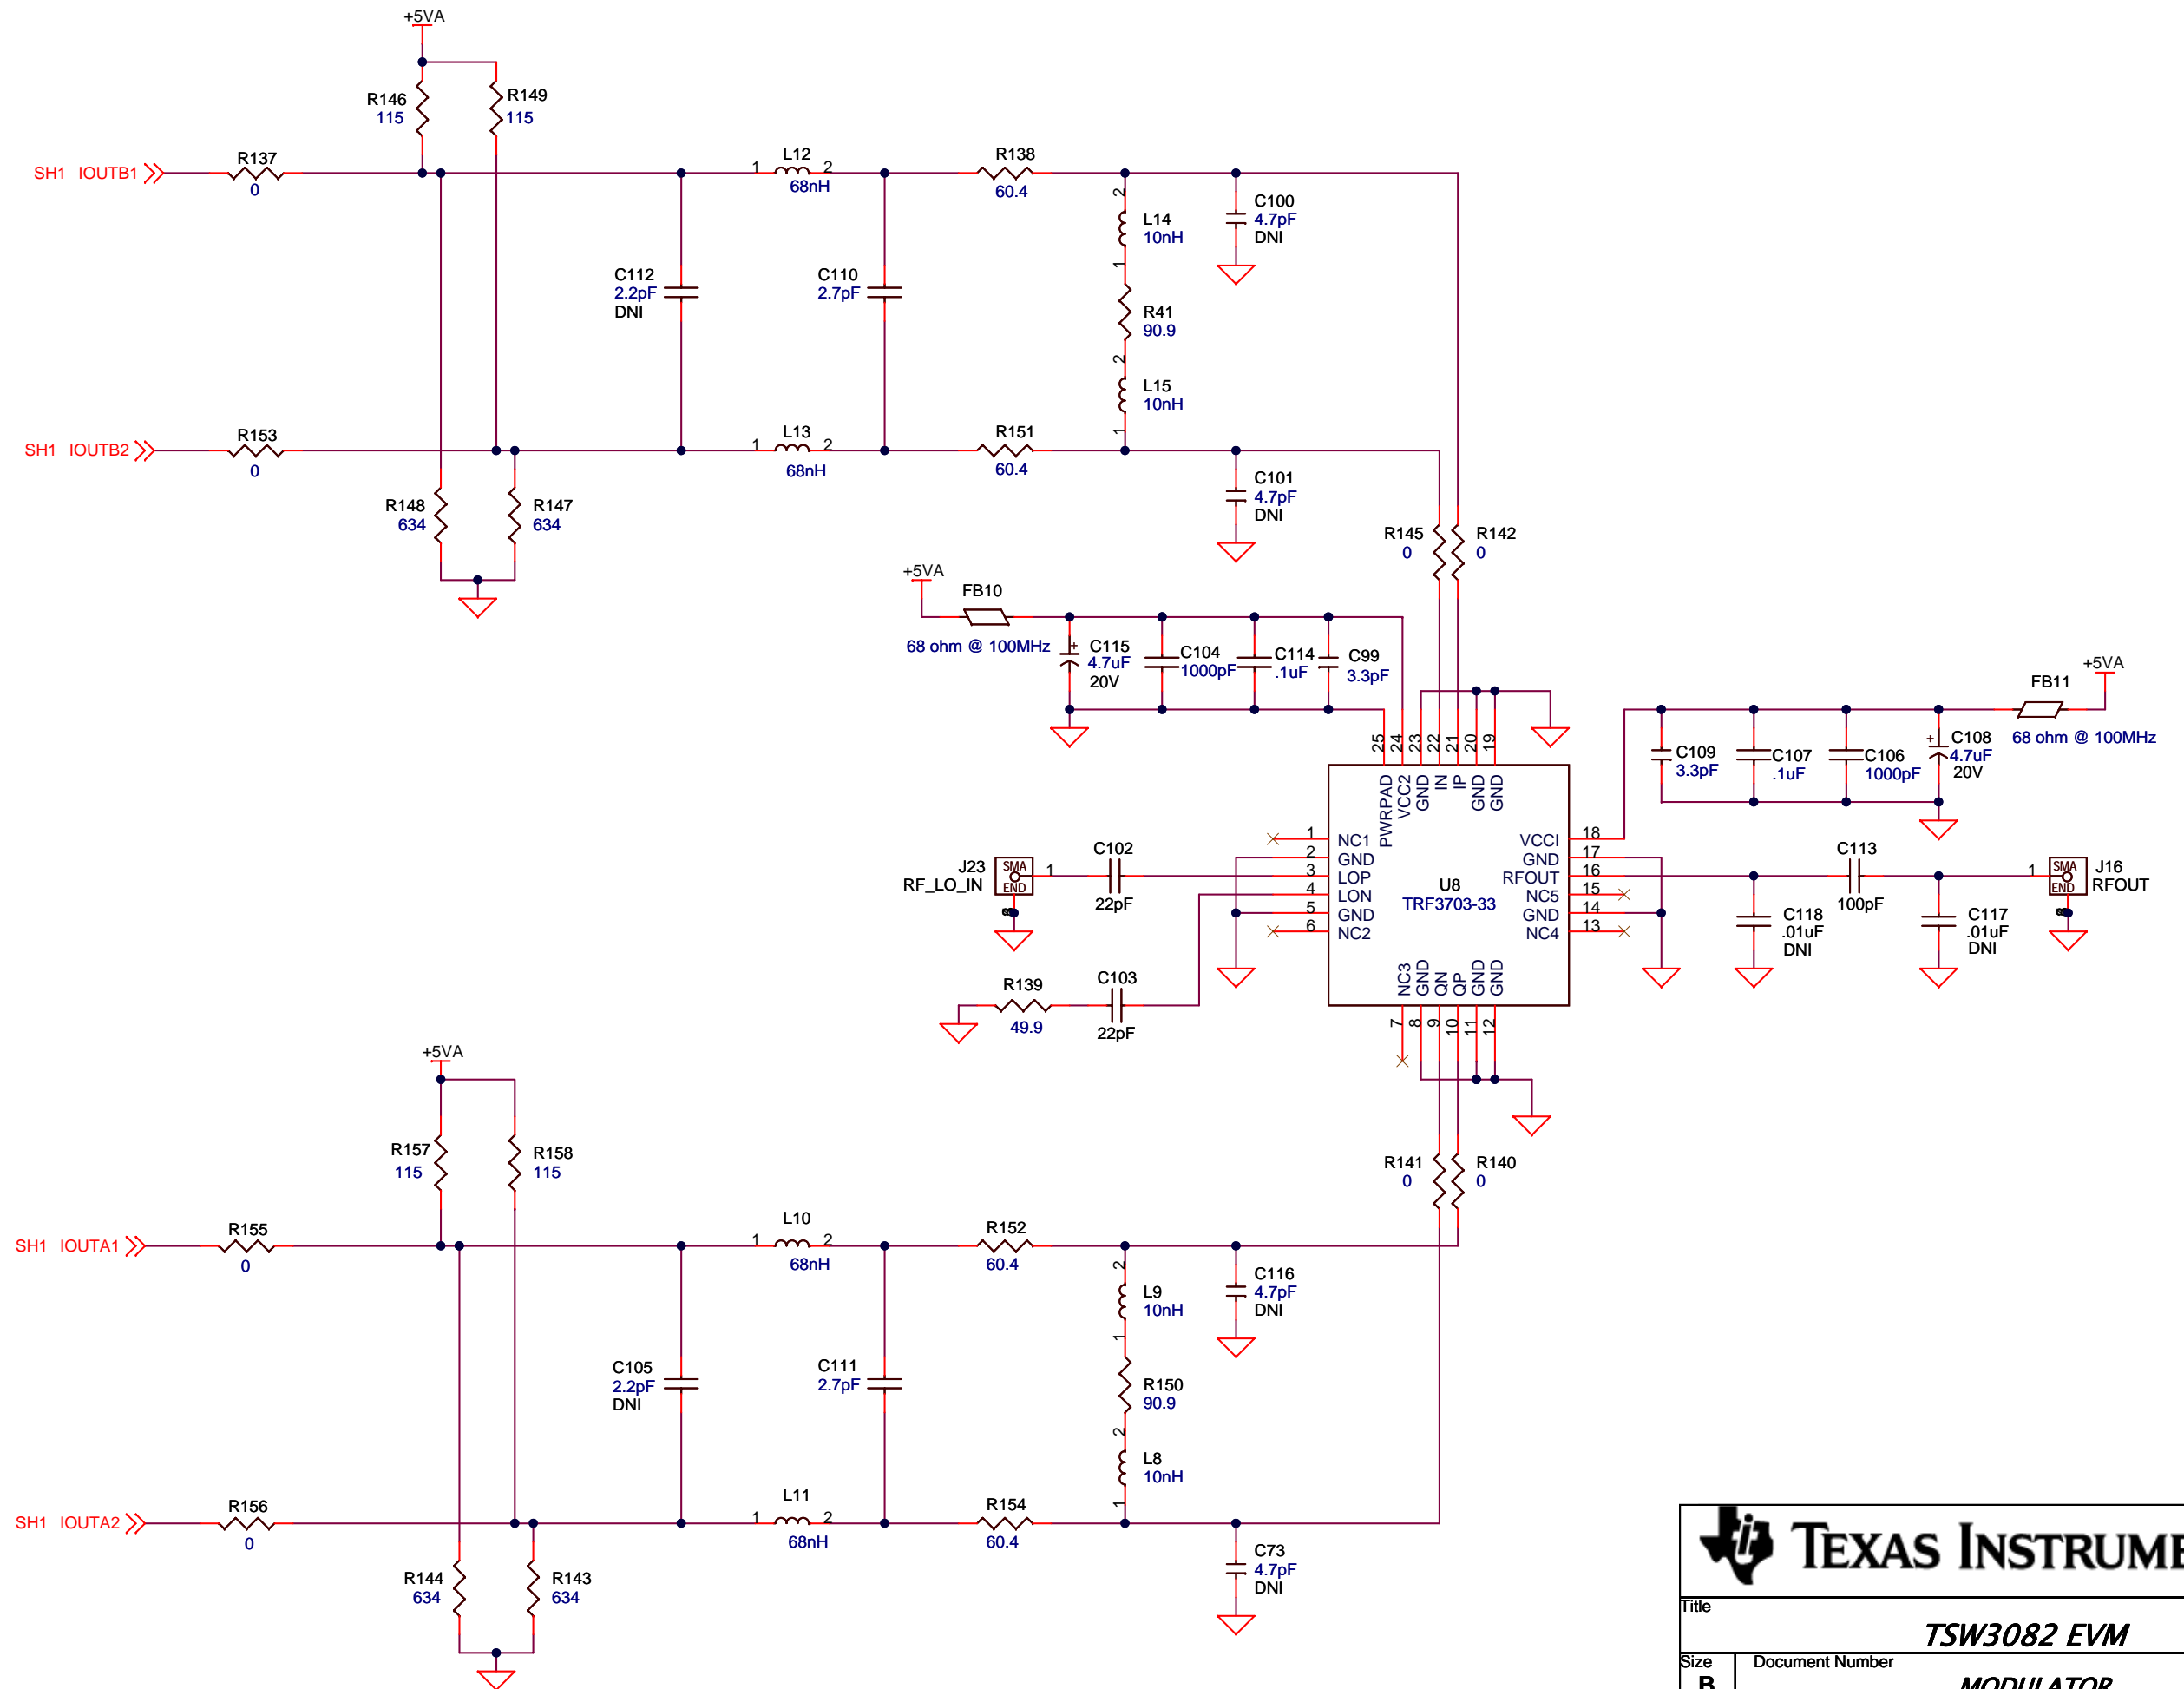 +5VA
R146
115
R149
115
SH1 IOUTB1
R137
0
1 L12 2
68nH
R138
60.4
2
L14
10nH
1
C100
4.7pF
DNI
C112
2.2pF
DNI
C110
2.7pF
R41
90.9
2
L15
10nH
1
SH1 IOUTB2
R153
0
1 L13 2
68nH
R151
60.4
C101
4.7pF
DNI
R148
634
R147
634
R145
0
R142
0
+5VA
FB10
68 ohm @ 100MHz
+ C115
4.7uF
20V
C104
1000pF
C114
.1uF
C99
3.3pF
+5VA
FB11
68 ohm @ 100MHz
C109
3.3pF
C107
.1uF
C106
1000pF
+ C108
4.7uF
20V
25 24 23 22 21 20 19
PWRPAD VCC2 GND IN IP GND GND
1 NC1
2 GND
3 LOP
4 LON
5 GND
6 NC2
U8
TRF3703-33
VCCI 18
GND 17
RFOUT 16
NC5 15
GND 14
NC4 13
NC3 GND QN QP GND GND
7 8 9 10 11 12
J23
RF_LO_IN
SMA
END
1
C102
22pF
R139
49.9
C103
22pF
C113
100pF
C118
.01uF
DNI
C117
.01uF
DNI
1
SMA
END
J16
RFOUT
R141
0
R140
0
+5VA
R157
115
R158
115
SH1 IOUTA1
R155
0
1 L10 2
68nH
R152
60.4
2
L9
10nH
1
C116
4.7pF
DNI
C105
2.2pF
DNI
C111
2.7pF
R150
90.9
2
L8
10nH
1
SH1 IOUTA2
R156
0
1 L11 2
68nH
R154
60.4
C73
4.7pF
DNI
R144
634
R143
634
TEXAS INSTRUME
Title
TSW3082 EVM
Size
B
Document Number
MODULATOR